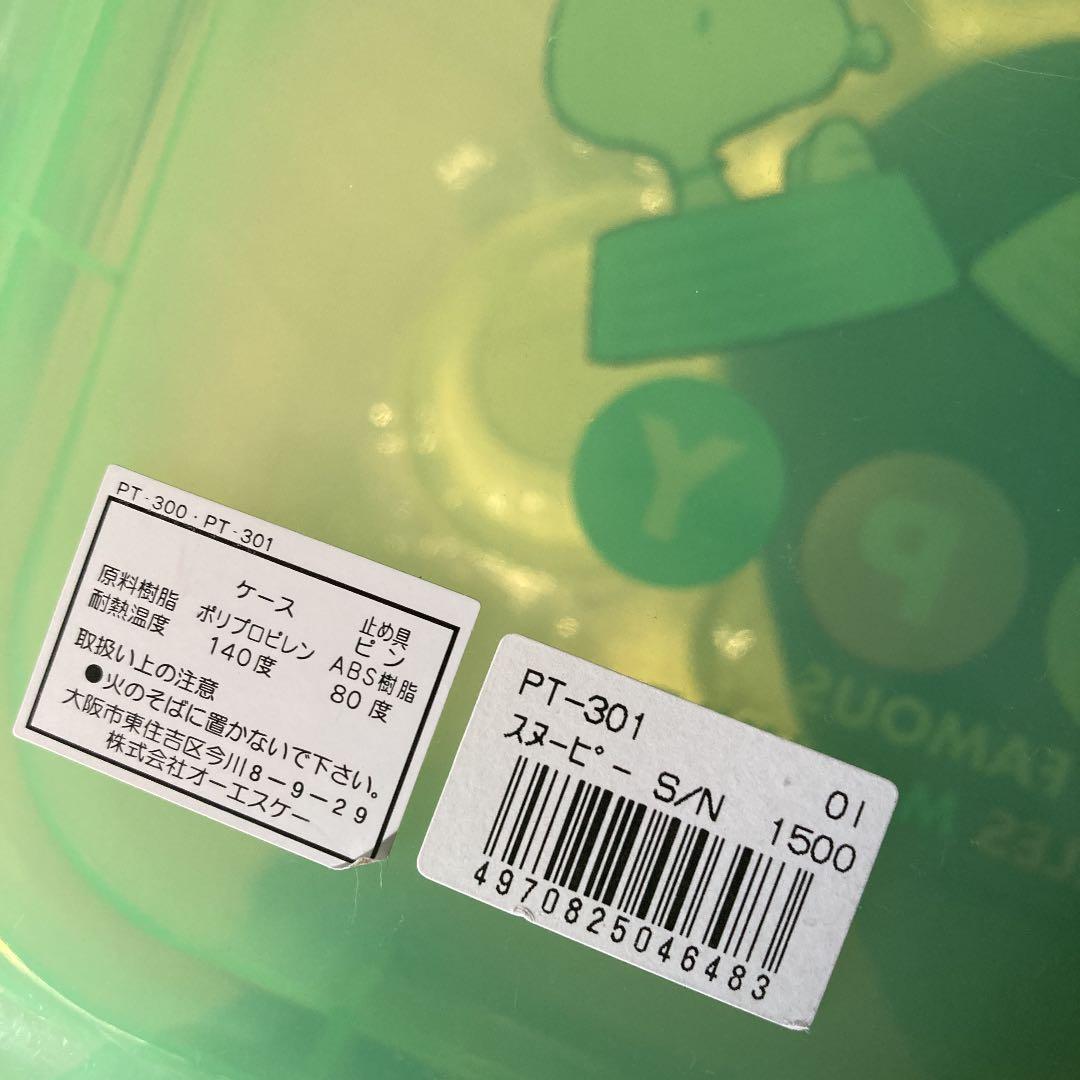 PT-300・PT-301
ケース 止め具
ピン
原料樹脂 ポリプロピレン ABS樹脂
耐熱温度 140度 80度
取扱い上の注意
●火のそばに置かないで下さい。
大阪市東住吉区今川8-9-29
株式会社オーエスケー
PT-301 01
スヌーピー S/N 1500
4970825046483
Y
P
FAMOUS